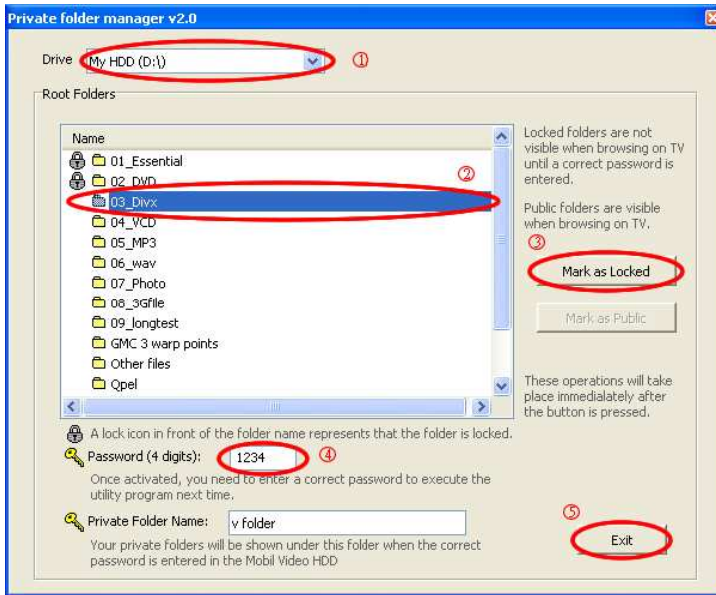 Private folder manager v2.0
Drive My HDD (D:\) ①
Root Folders
Name
01_Essential
02_DVD
②
03_Divx
04_VCD
05_MP3
06_wav
07_Photo
08_3Gfile
09_longtest
GMC 3 warp points
Other files
Qpel
Locked folders are not
visible when browsing on TV
until a correct password is
entered.
Public folders are visible
when browsing on TV.
③
Mark as Locked
Mark as Public
These operations will take
place immedialately after
the button is pressed.
A lock icon in front of the folder name represents that the folder is locked.
Password (4 digits): 1234 ④
Once activated, you need to enter a correct password to execute the
utility program next time.
Private Folder Name: v folder
Your private folders will be shown under this folder when the correct
password is entered in the Mobil Video HDD
⑤
Exit